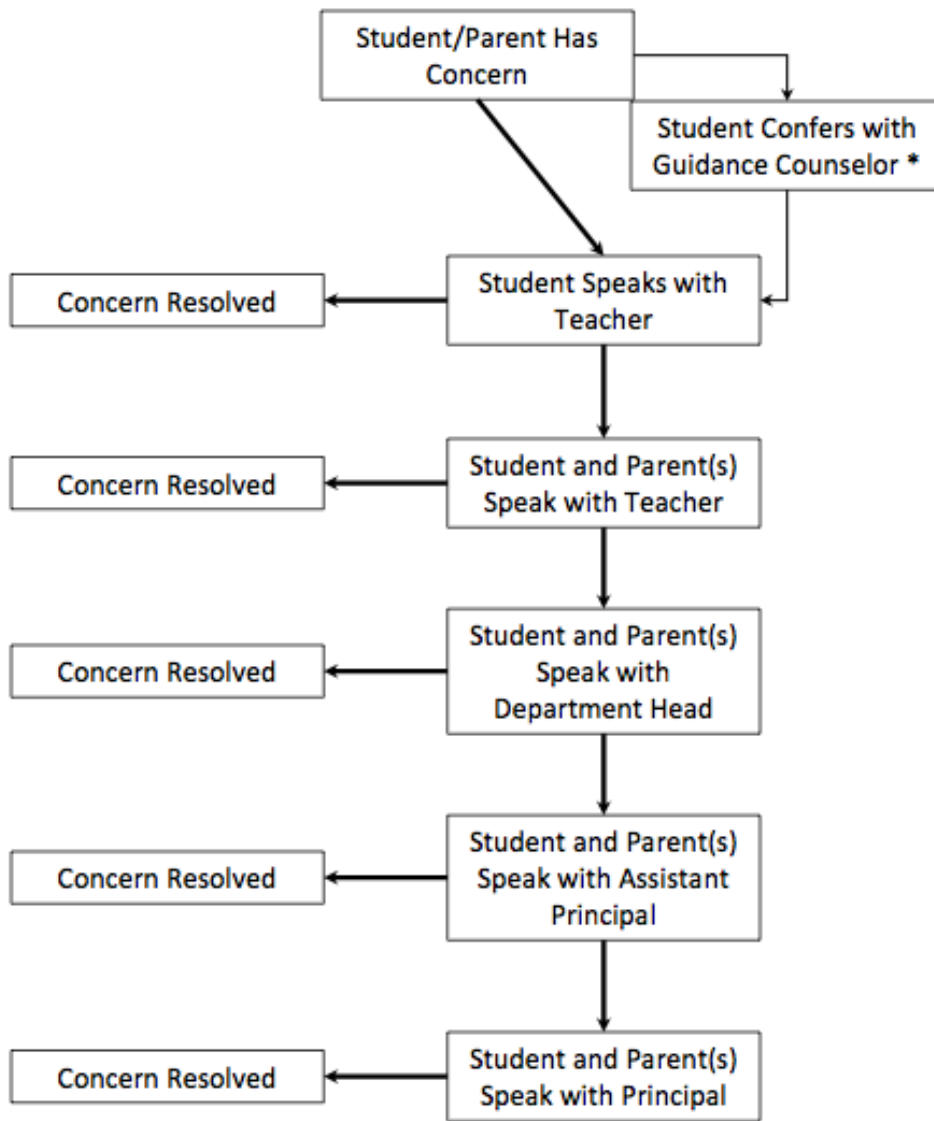 Student/Parent Has
Concern
Student Confers with
Guidance Counselor *
Student Speaks with
Teacher
Concern Resolved
Student and Parent(s)
Speak with Teacher
Concern Resolved
Student and Parent(s)
Speak with
Department Head
Concern Resolved
Student and Parent(s)
Speak with Assistant
Principal
Concern Resolved
Student and Parent(s)
Speak with Principal
Concern Resolved